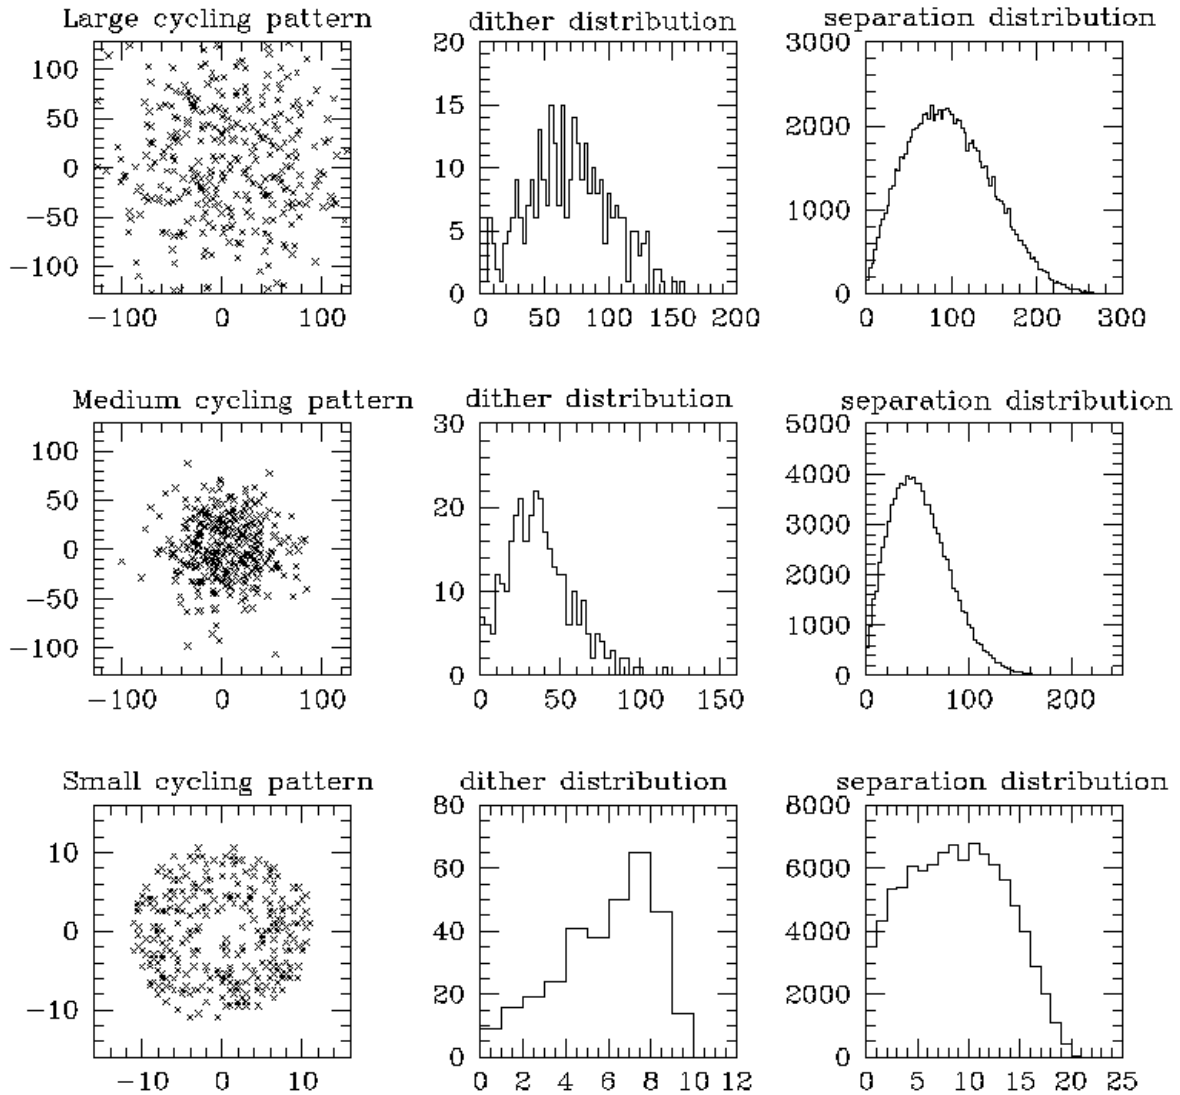 Large cycling pattern
dither distribution
separation distribution
100
50
0
−50
−100
−100 0 100
20
15
10
5
0
0 50 100 150 200
3000
2000
1000
0
0 100 200 300
Medium cycling pattern
dither distribution
separation distribution
100
50
0
−50
−100
−100 0 100
30
20
10
0
0 50 100 150
5000
4000
3000
2000
1000
0
0 100 200
Small cycling pattern
dither distribution
separation distribution
10
0
−10
−10 0 10
80
60
40
20
0
0 2 4 6 8 10 12
8000
6000
4000
2000
0
0 5 10 15 20 25